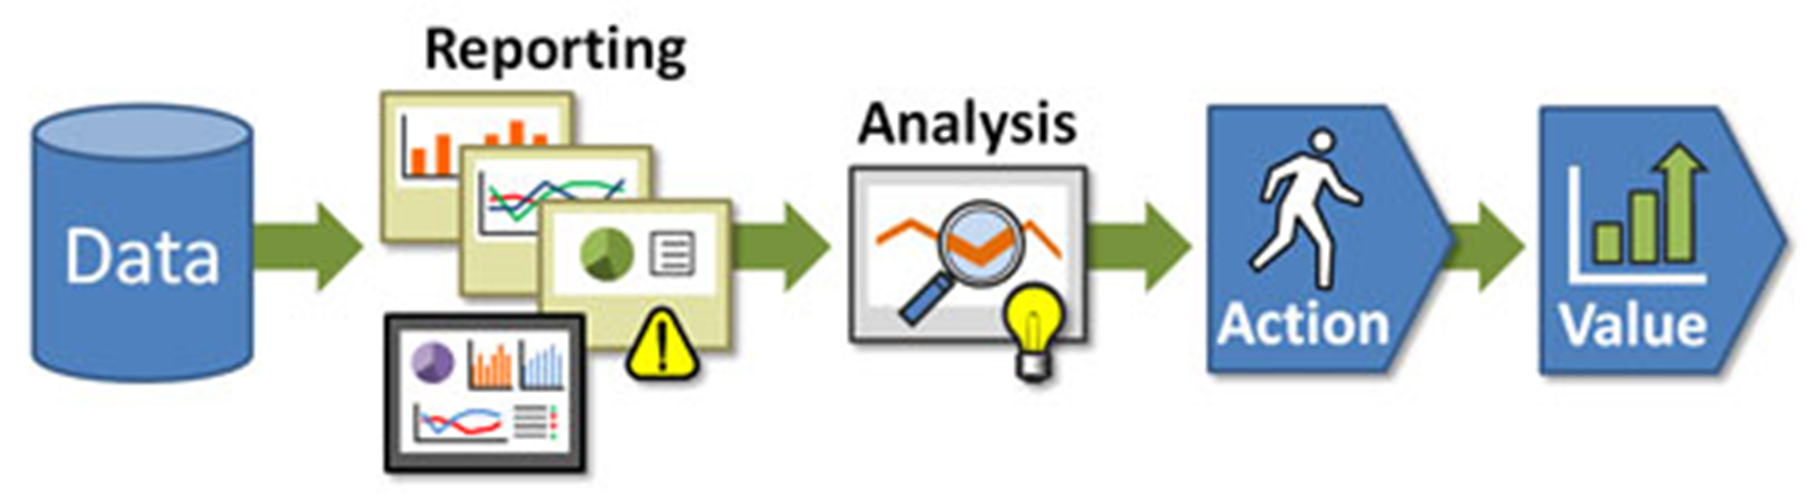 Data
Reporting
Analysis
Action
Value